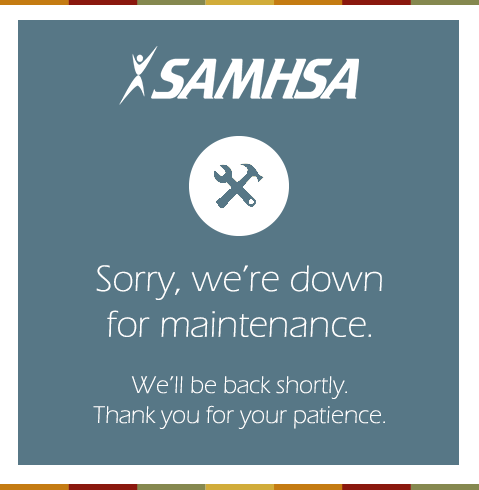 SAMHSA
Sorry, we're down
for maintenance.
We'll be back shortly.
Thank you for your patience.